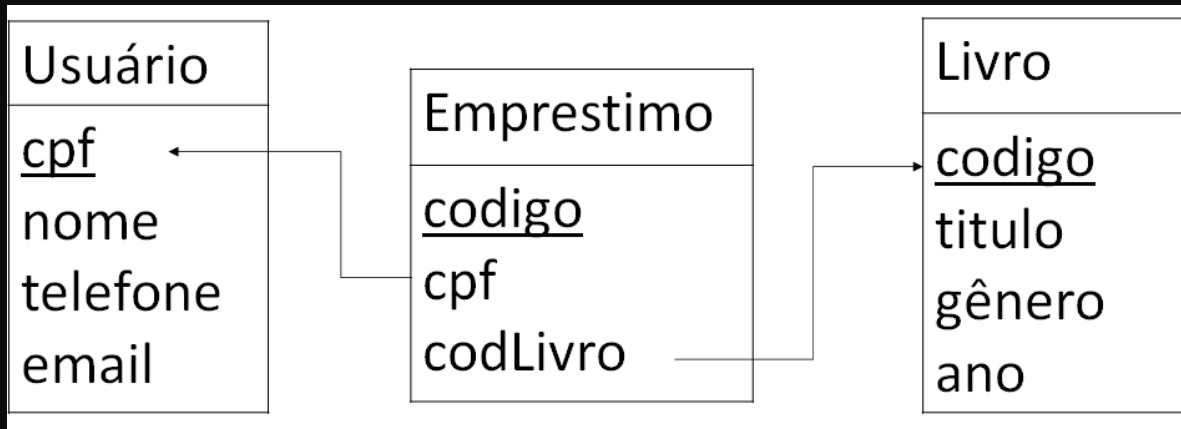 Usuário
cpf
nome
telefone
email
Emprestimo
codigo
cpf
codLivro
Livro
codigo
titulo
gênero
ano